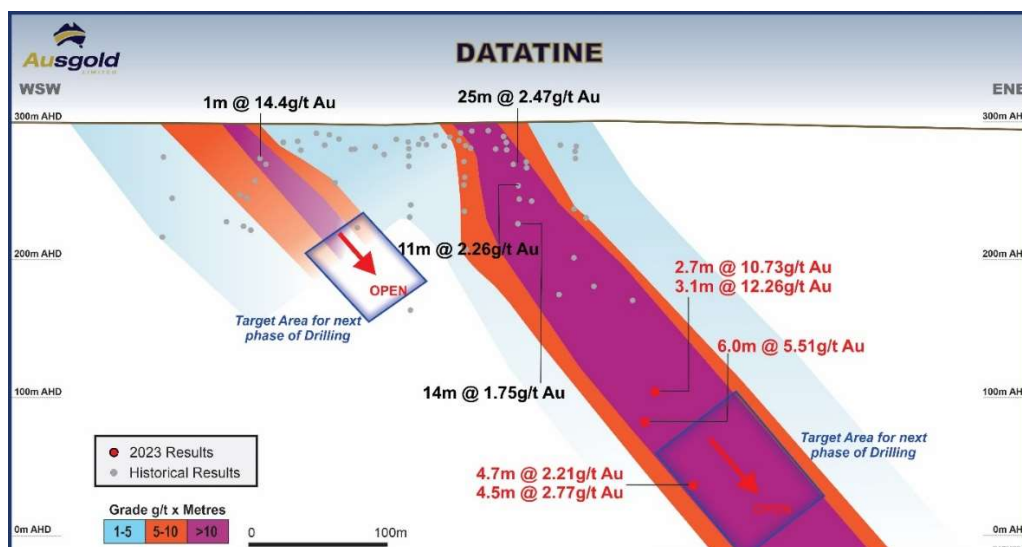 Ausgold
LIMITED
DATATINE
WSW
ENE
300m AHD
300m AHD
1m @ 14.4g/t Au
25m @ 2.47g/t Au
200m AHD
11m @ 2.26g/t Au
200m AHD
2.7m @ 10.73g/t Au
3.1m @ 12.26g/t Au
OPEN
Target Area for next
phase of Drilling
6.0m @ 5.51g/t Au
100m AHD
14m @ 1.75g/t Au
100m AHD
Target Area for next
phase of Drilling
2023 Results
Historical Results
4.7m @ 2.21g/t Au
4.5m @ 2.77g/t Au
OPEN
Grade g/t x Metres
1-5 5-10 >10
0 100m
0m AHD
0m AHD